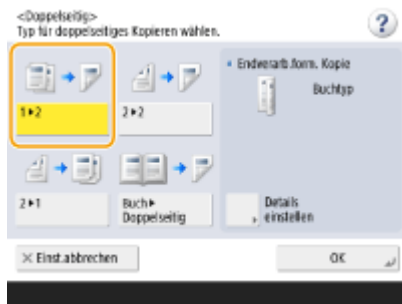 <Doppelseitig>
Typ für doppelseitiges Kopieren wählen.
?
Endverarb.form. Kopie
Buchtyp
1▶2
2▶2
2▶1
Buch▶
Doppelseitig
Details
einstellen
× Einst.abbrechen
OK